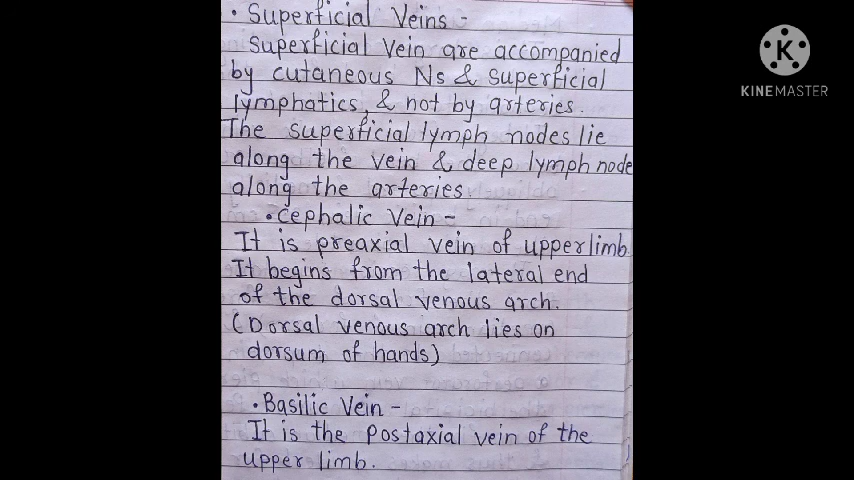 • Superficial Veins -
Superficial Vein are accompanied
by cutaneous Ns & superficial
lymphatics, & not by arteries.
The superficial lymph nodes lie
along the vein & deep lymph node
along the arteries.
• Cephalic Vein -
It is preaxial vein of upperlimb.
It begins from the lateral end
of the dorsal venous arch.
(Dorsal venous arch lies on
dorsum of hands)
• Basilic Vein -
It is the Postaxial vein of the
upper limb.
K
KINEMASTER